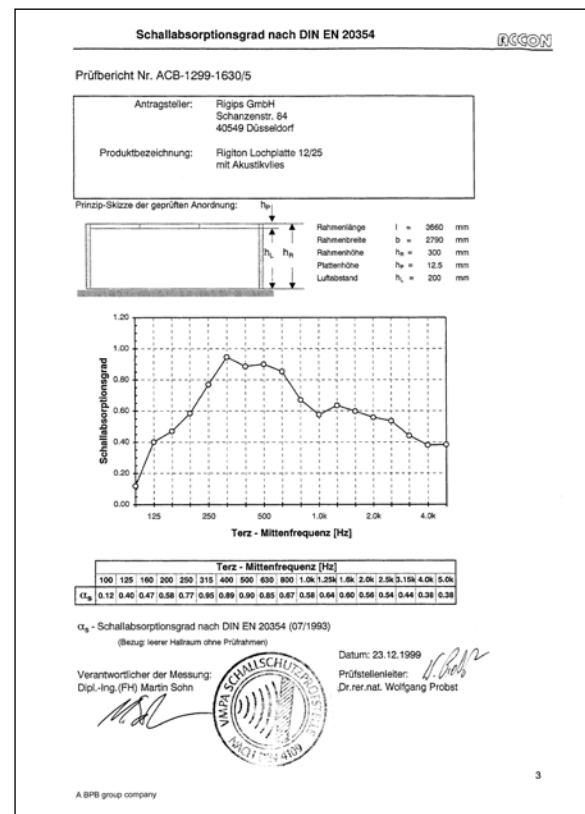 Schallabsorptionsgrad nach DIN EN 20354
ACCON
Prüfbericht Nr. ACB-1299-1630/5
Antragsteller: Rigips GmbH
Schanzenstr. 84
40549 Düsseldorf
Produktbezeichnung: Rigiton Lochplatte 12/25
mit Akustikvlies
Prinzip-Skizze der geprüften Anordnung: hP
hL hR
Rahmenlänge l = 3660 mm
Rahmenbreite b = 2790 mm
Rahmenhöhe hR = 300 mm
Plattenhöhe hP = 12.5 mm
Luftabstand hL = 200 mm
Schallabsorptionsgrad
1.20
1.00
0.80
0.60
0.40
0.20
0.00
125 250 500 1.0k 2.0k 4.0k
Terz - Mittenfrequenz [Hz]
Terz - Mittenfrequenz [Hz]
100 125 160 200 250 315 400 500 630 800 1.0k 1.25k 1.6k 2.0k 2.5k 3.15k 4.0k 5.0k
αs 0.12 0.40 0.47 0.58 0.77 0.95 0.89 0.90 0.85 0.67 0.58 0.64 0.60 0.56 0.54 0.44 0.38 0.38
αs - Schallabsorptionsgrad nach DIN EN 20354 (07/1993)
(Bezug: leerer Hallraum ohne Prüfrahmen)
Datum: 23.12.1999
Verantwortlicher der Messung:
Dipl.-Ing.(FH) Martin Sohn
Prüfstellenleiter:
Dr.rer.nat. Wolfgang Probst
VMPA SCHALLSCHUTZPRÜFSTELLE
NACH DIN 4109
3
A BPB group company